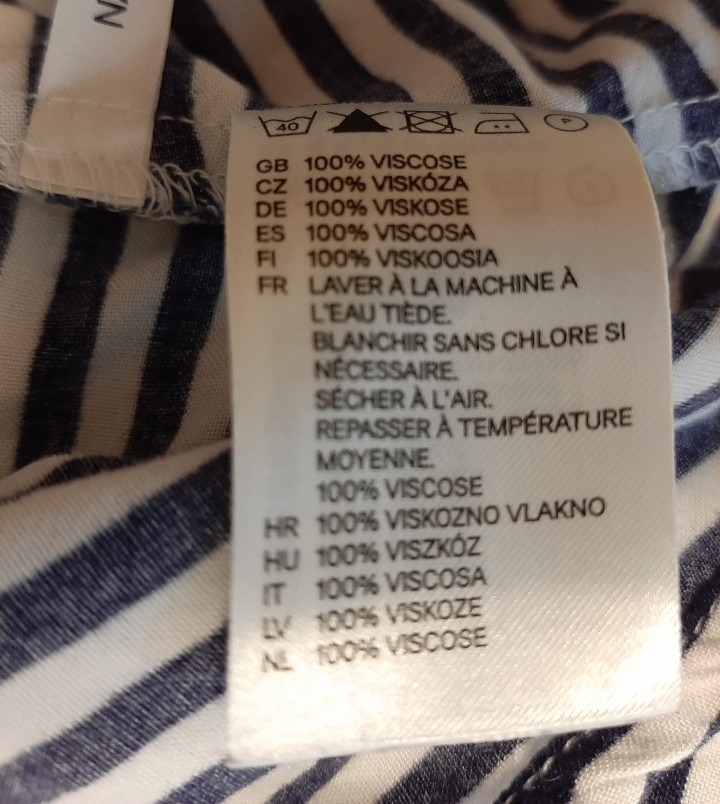 NA
40
P
GB 100% VISCOSE
CZ 100% VISKÓZA
DE 100% VISKOSE
ES 100% VISCOSA
FI 100% VISKOOSIA
FR LAVER À LA MACHINE À
L'EAU TIÈDE.
BLANCHIR SANS CHLORE SI
NÉCESSAIRE.
SÉCHER À L'AIR.
REPASSER À TEMPÉRATURE
MOYENNE.
100% VISCOSE
HR 100% VISKOZNO VLAKNO
HU 100% VISZKÓZ
IT 100% VISCOSA
LV 100% VISKOZE
NL 100% VISCOSE